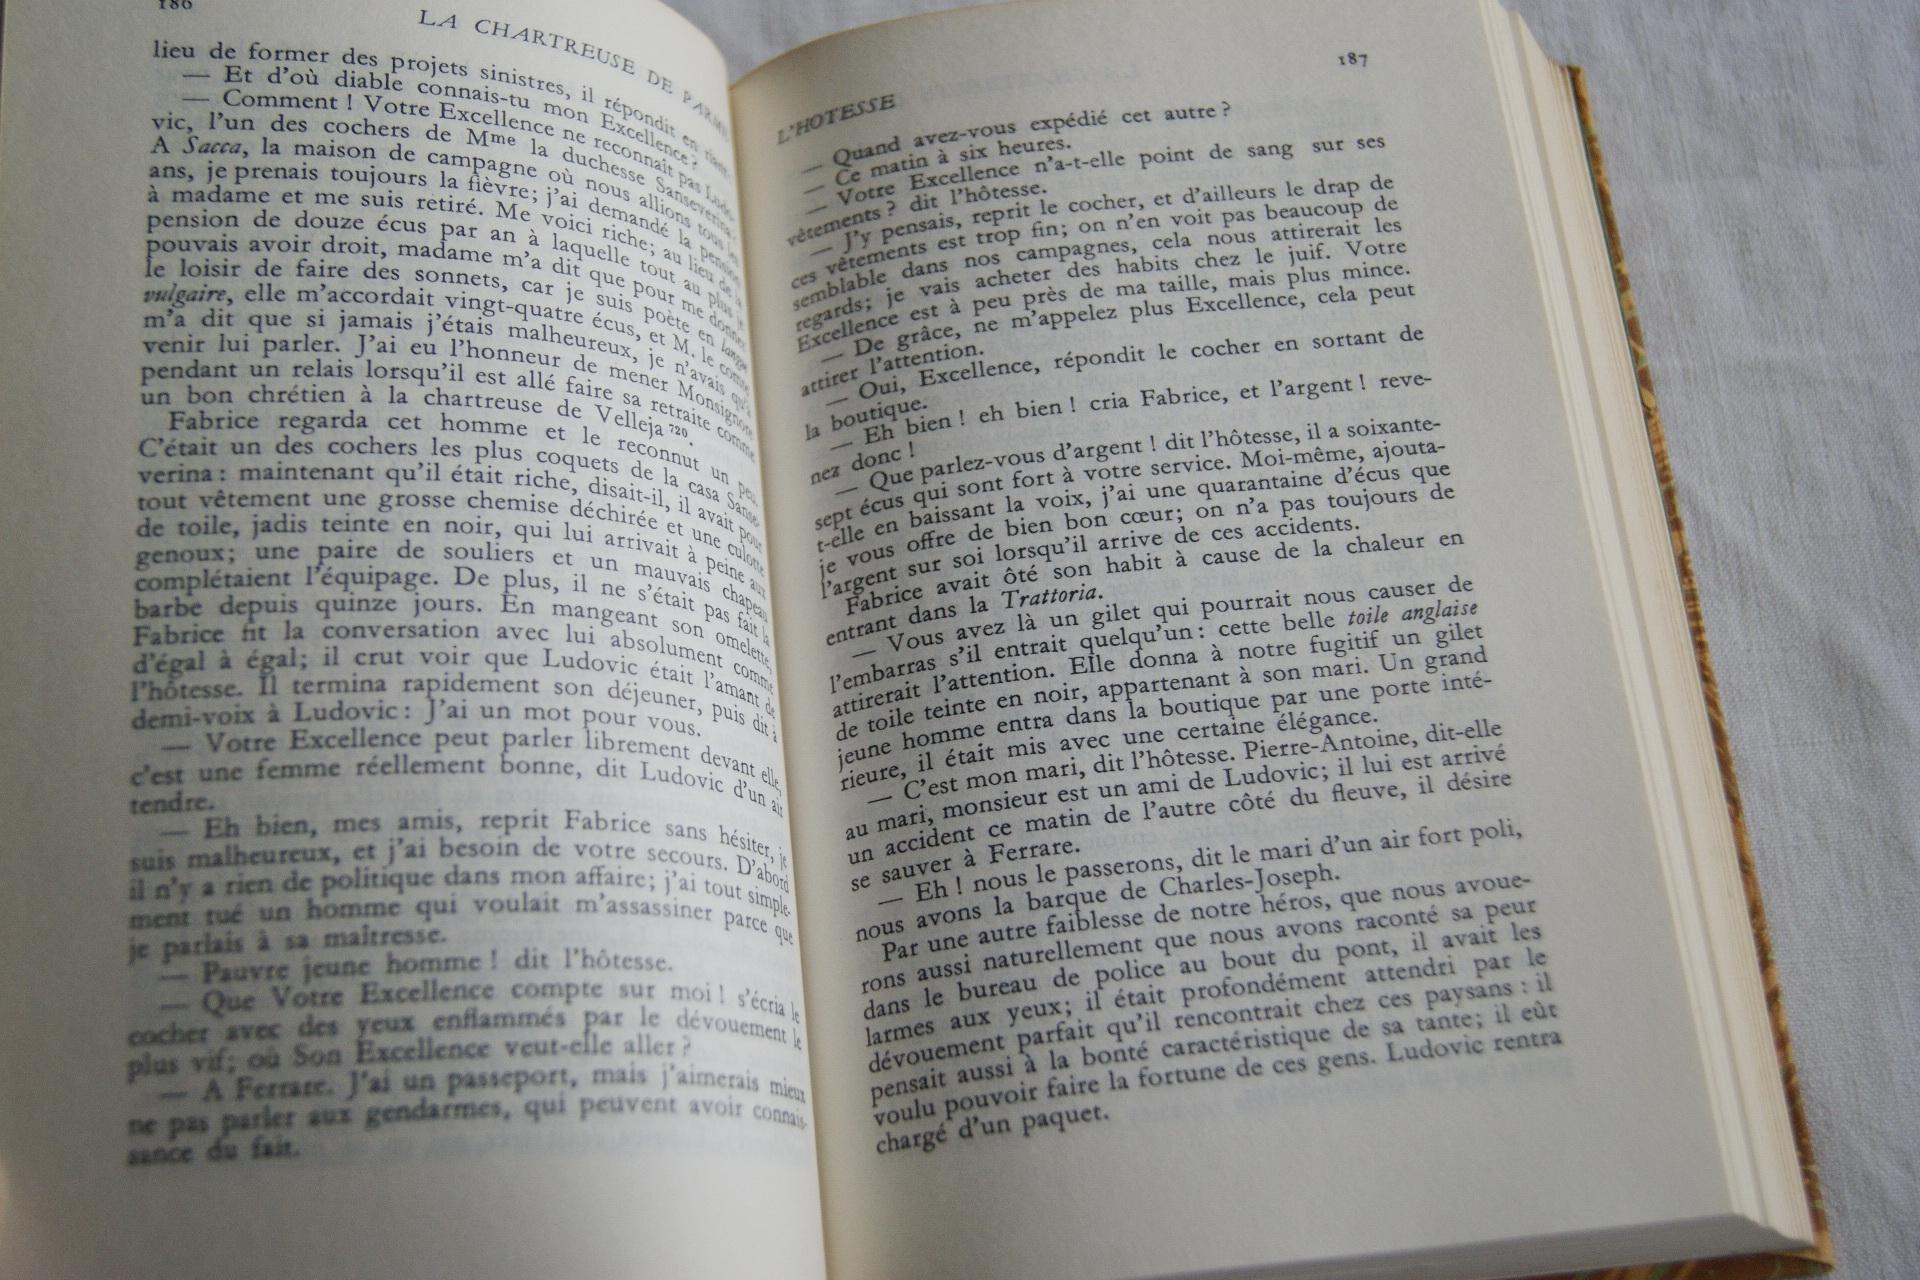 186
LA CHARTREUSE DE PARME
lieu de former des projets sinistres, il répondit en riant:
— Et d'où diable connais-tu mon Excellence?
— Comment! Votre Excellence ne reconnaît pas Ludo-
vic, l'un des cochers de Mme la duchesse Sanseverina?
A Sacca, la maison de campagne où nous allions tous les
ans, je prenais toujours la fièvre; j'ai demandé la pension
à madame et me suis retiré. Me voici riche; au lieu de la
pension de douze écus par an à laquelle tout au plus je
pouvais avoir droit, madame m'a dit que pour me donner
le loisir de faire des sonnets, car je suis poète en langue
vulgaire, elle m'accordait vingt-quatre écus, et M. le comte
m'a dit que si jamais j'étais malheureux, je n'avais qu'à
venir lui parler. J'ai eu l'honneur de mener Monsignore
pendant un relais lorsqu'il est allé faire sa retraite comme
un bon chrétien à la chartreuse de Velleja 720.
Fabrice regarda cet homme et le reconnut un peu.
C'était un des cochers les plus coquets de la casa Sanse-
verina: maintenant qu'il était riche, disait-il, il avait pour
tout vêtement une grosse chemise déchirée et une culotte
de toile, jadis teinte en noir, qui lui arrivait à peine aux
genoux; une paire de souliers et un mauvais chapeau
complétaient l'équipage. De plus, il ne s'était pas fait la
barbe depuis quinze jours. En mangeant son omelette,
Fabrice fit la conversation avec lui absolument comme
d'égal à égal; il crut voir que Ludovic était l'amant de
l'hôtesse. Il termina rapidement son déjeuner, puis dit à
demi-voix à Ludovic: J'ai un mot pour vous.
— Votre Excellence peut parler librement devant elle,
c'est une femme réellement bonne, dit Ludovic d'un air
tendre.
— Eh bien, mes amis, reprit Fabrice sans hésiter, je
suis malheureux, et j'ai besoin de votre secours. D'abord
il n'y a rien de politique dans mon affaire; j'ai tout simple-
ment tué un homme qui voulait m'assassiner parce que
je parlais à sa maîtresse.
— Pauvre jeune homme! dit l'hôtesse.
— Que Votre Excellence compte sur moi! s'écria le
cocher avec des yeux enflammés par le dévouement le
plus vif; où Son Excellence veut-elle aller?
— A Ferrare. J'ai un passeport, mais j'aimerais mieux
ne pas parler aux gendarmes, qui peuvent avoir connais-
sance du fait.
L'HOTESSE
187
— Quand avez-vous expédié cet autre?
— Ce matin à six heures.
— Votre Excellence n'a-t-elle point de sang sur ses
vêtements? dit l'hôtesse.
— J'y pensais, reprit le cocher, et d'ailleurs le drap de
ces vêtements est trop fin; on n'en voit pas beaucoup de
semblable dans nos campagnes, cela nous attirerait les
regards; je vais acheter des habits chez le juif. Votre
Excellence est à peu près de ma taille, mais plus mince.
— De grâce, ne m'appelez plus Excellence, cela peut
attirer l'attention.
— Oui, Excellence, répondit le cocher en sortant de
la boutique.
— Eh bien! eh bien! cria Fabrice, et l'argent! reve-
nez donc!
— Que parlez-vous d'argent! dit l'hôtesse, il a soixante-
sept écus qui sont fort à votre service. Moi-même, ajouta-
t-elle en baissant la voix, j'ai une quarantaine d'écus que
je vous offre de bien bon cœur; on n'a pas toujours de
l'argent sur soi lorsqu'il arrive de ces accidents.
Fabrice avait ôté son habit à cause de la chaleur en
entrant dans la Trattoria.
— Vous avez là un gilet qui pourrait nous causer de
l'embarras s'il entrait quelqu'un: cette belle toile anglaise
attirerait l'attention. Elle donna à notre fugitif un gilet
de toile teinte en noir, appartenant à son mari. Un grand
jeune homme entra dans la boutique par une porte inté-
rieure, il était mis avec une certaine élégance.
— C'est mon mari, dit l'hôtesse. Pierre-Antoine, dit-elle
au mari, monsieur est un ami de Ludovic; il lui est arrivé
un accident ce matin de l'autre côté du fleuve, il désire
se sauver à Ferrare.
— Eh! nous le passerons, dit le mari d'un air fort poli,
nous avons la barque de Charles-Joseph.
Par une autre faiblesse de notre héros, que nous avoue-
rons aussi naturellement que nous avons raconté sa peur
dans le bureau de police au bout du pont, il avait les
larmes aux yeux; il était profondément attendri par le
dévouement parfait qu'il rencontrait chez ces paysans: il
pensait aussi à la bonté caractéristique de sa tante; il eût
voulu pouvoir faire la fortune de ces gens. Ludovic rentra
chargé d'un paquet.